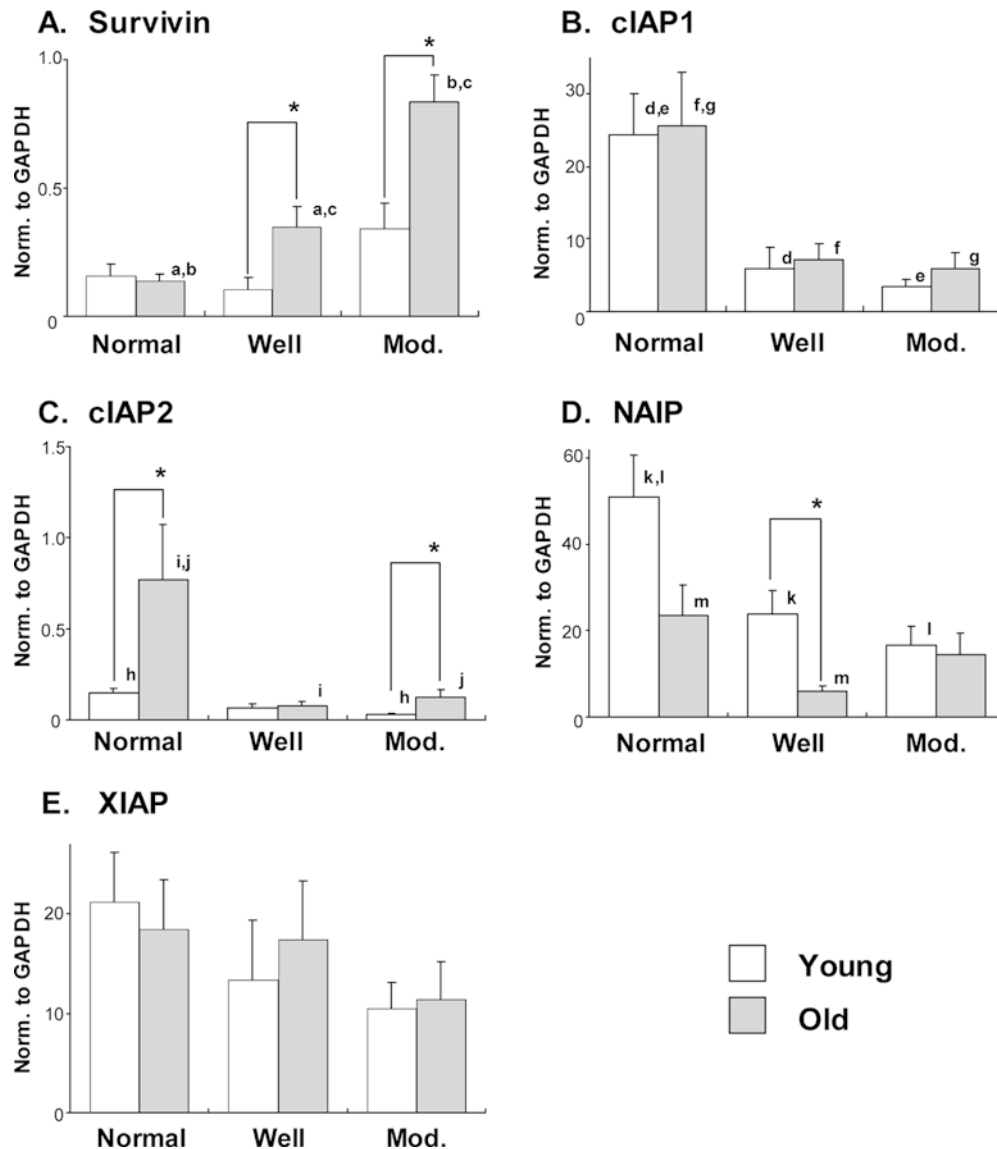 A. Survivin
Norm. to GAPDH
1.0
0.5
0
*
*
a,b
a,c
b,c
Normal Well Mod.
B. cIAP1
Norm. to GAPDH
30
20
10
0
d,e
f,g
d
f
e
g
Normal Well Mod.
C. cIAP2
Norm. to GAPDH
1.5
1.0
0.5
0
*
*
h
i,j
i
h
j
Normal Well Mod.
D. NAIP
Norm. to GAPDH
60
40
20
0
*
k,l
m
k
m
l
Normal Well Mod.
E. XIAP
Norm. to GAPDH
20
10
0
Normal Well Mod.
Young
Old